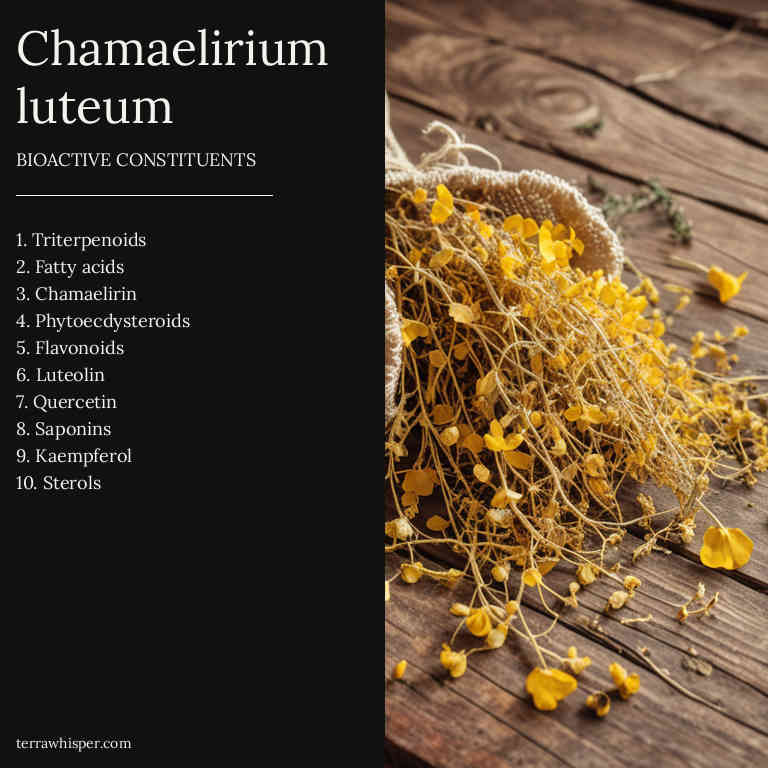 Chamaelirium
luteum
BIOACTIVE CONSTITUENTS
1. Triterpenoids
2. Fatty acids
3. Chamaelirin
4. Phytoecdysteroids
5. Flavonoids
6. Luteolin
7. Quercetin
8. Saponins
9. Kaempferol
10. Sterols
terrawhisper.com